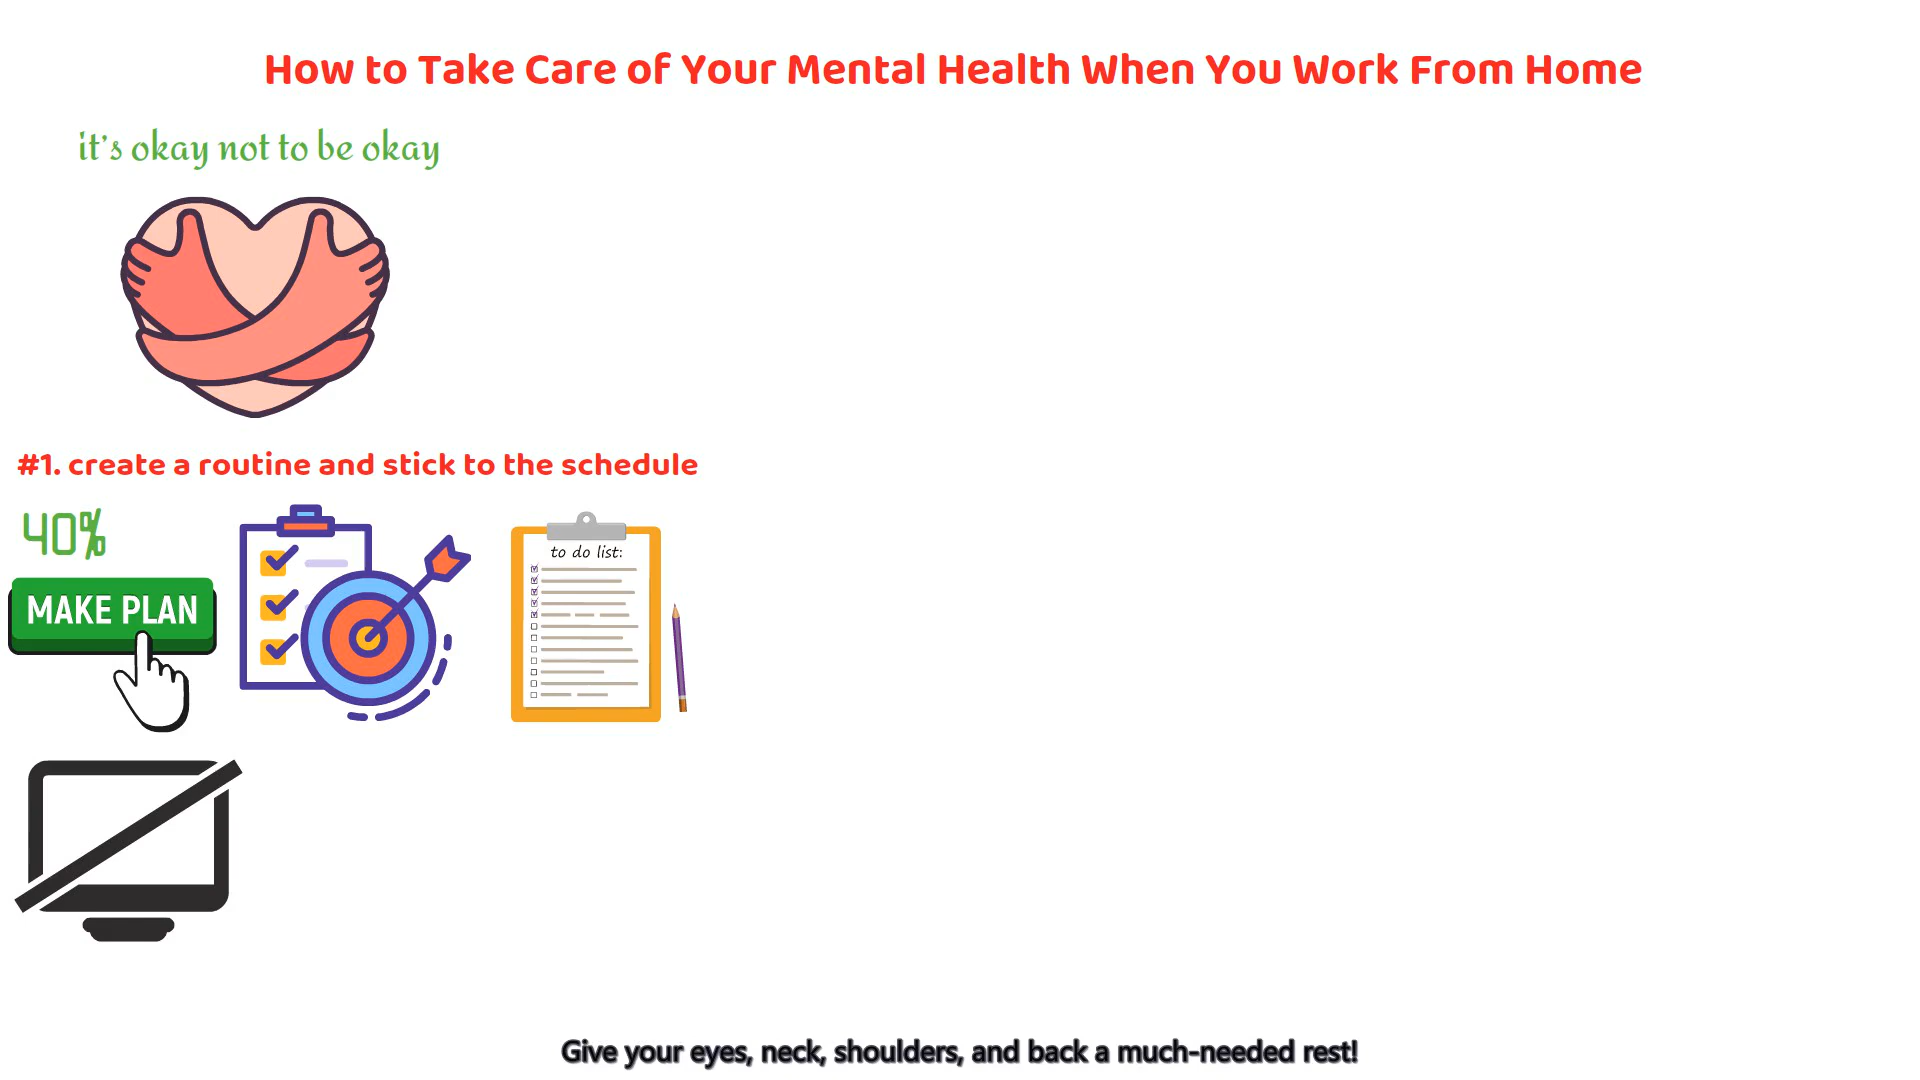 How to Take Care of Your Mental Health When You Work From Home
it's okay not to be okay
#1. create a routine and stick to the schedule
40%
MAKE PLAN
to do list:
Give your eyes, neck, shoulders, and back a much-needed rest!